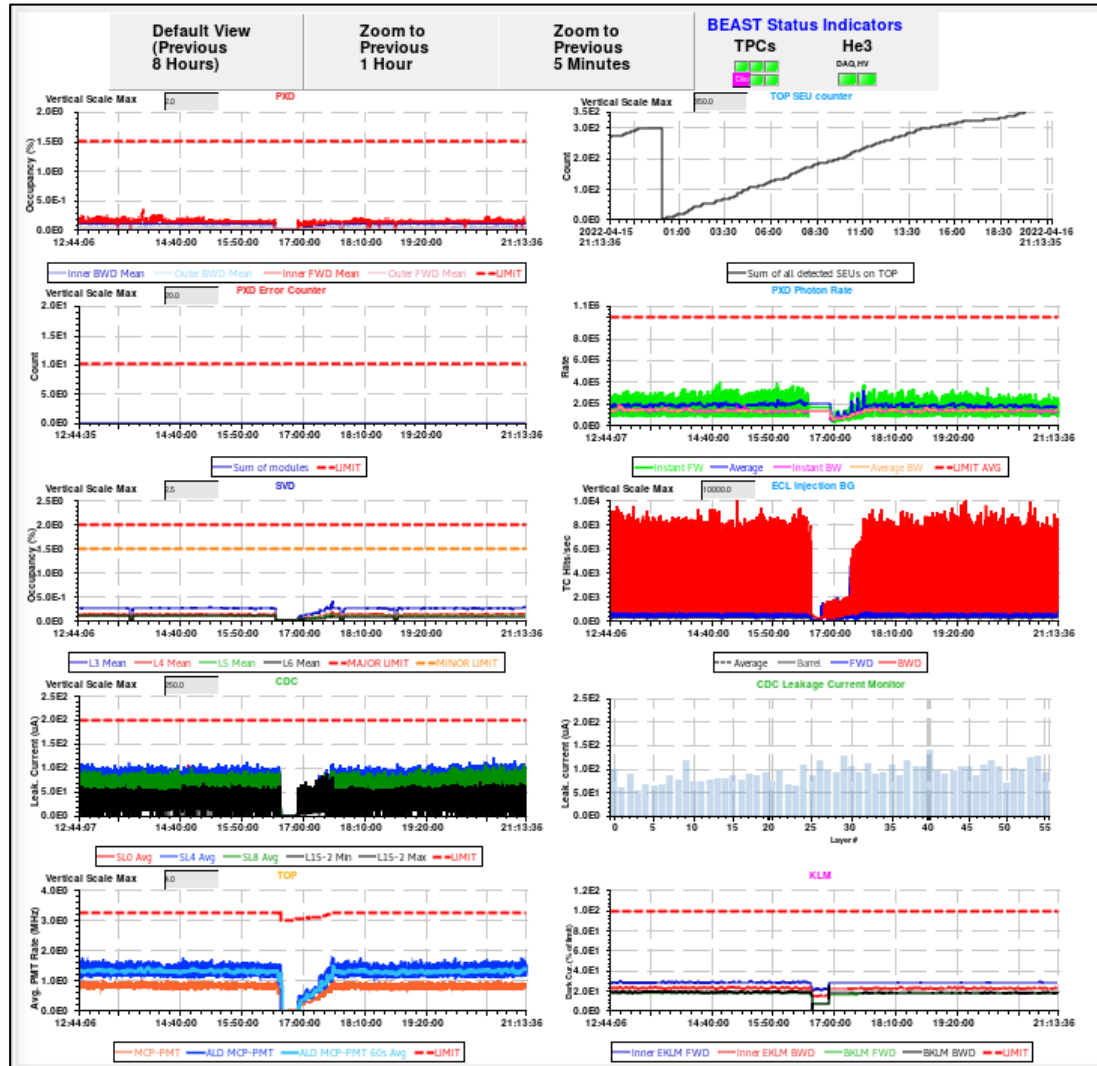 Default View
(Previous
8 Hours)
Zoom to
Previous
1 Hour
Zoom to
Previous
5 Minutes
BEAST Status Indicators
TPCs
He3
DAQ,HV
Vertical Scale Max
2.0
PXD
2.0E0
1.5E0
1.0E0
5.0E-1
0.0E0
Occupancy (%)
12:44:06 14:40:00 15:50:00 17:00:00 18:10:00 19:20:00 21:13:36
Inner BWD Mean Outer BWD Mean Inner FWD Mean Outer FWD Mean LIMIT
Vertical Scale Max
350.0
TOP SEU counter
3.5E2
2.0E2
1.0E2
0.0E0
Count
2022-04-15 01:00 03:30 06:00 08:30 11:00 13:30 16:00 2022-04-16
21:13:36 21:13:35
Sum of all detected SEUs on TOP
Vertical Scale Max
20.0
PXD Error Counter
2.0E1
1.0E1
0.0E0
Count
12:44:35 14:40:00 15:50:00 17:00:00 18:10:00 19:20:00 21:13:36
Sum of modules LIMIT
PXD Photon Rate
1.1E6
8.0E5
6.0E5
4.0E5
2.0E5
0.0E0
Rate
12:44:07 14:40:00 15:50:00 17:00:00 18:10:00 21:13:36
Instant FW Average Instant BW Average BW LIMIT AVG
Vertical Scale Max
2.5
SVD
2.5E0
2.0E0
1.5E0
1.0E0
5.0E-1
0.0E0
Occupancy (%)
12:44:06 14:40:00 15:50:00 17:00:00 18:10:00 19:20:00 21:13:36
L3 Mean L4 Mean L5 Mean L6 Mean MAJOR LIMIT MINOR LIMIT
Vertical Scale Max
10000.0
ECL Injection BG
1.0E4
8.0E3
6.0E3
4.0E3
2.0E3
0.0E0
TC Hits/sec
12:44:06 14:40:00 15:50:00 17:00:00 18:10:00 21:13:36
Average Barrel FWD BWD
Vertical Scale Max
250.0
CDC
2.5E2
2.0E2
1.5E2
1.0E2
5.0E1
0.0E0
Leak. Current (uA)
12:44:07 14:40:00 15:50:00 17:00:00 18:10:00 19:20:00 21:13:36
SL0 Avg SL4 Avg SL8 Avg L15-2 Min L15-2 Max LIMIT
CDC Leakage Current Monitor
2.5E2
2.0E2
1.5E2
1.0E2
5.0E1
0.0E0
Leak. current (uA)
0 5 10 15 20 25 30 35 40 45 50 55
Layer#
Vertical Scale Max
4.0
TOP
4.0E0
3.0E0
2.0E0
1.0E0
0.0E0
Avg. PMT Rate (MHz)
12:44:06 14:40:00 15:50:00 17:00:00 18:10:00 19:20:00 21:13:36
MCP-PMT ALD MCP-PMT ALD MCP-PMT 60s Avg LIMIT
KLM
1.2E2
1.0E2
8.0E1
6.0E1
4.0E1
2.0E1
0.0E0
Dark Cur. (% of limit)
12:44:06 14:40:00 15:50:00 17:00:00 18:10:00 21:13:36
Inner EKLM FWD Inner EKLM BWD BKLM FWD BKLM BWD LIMIT